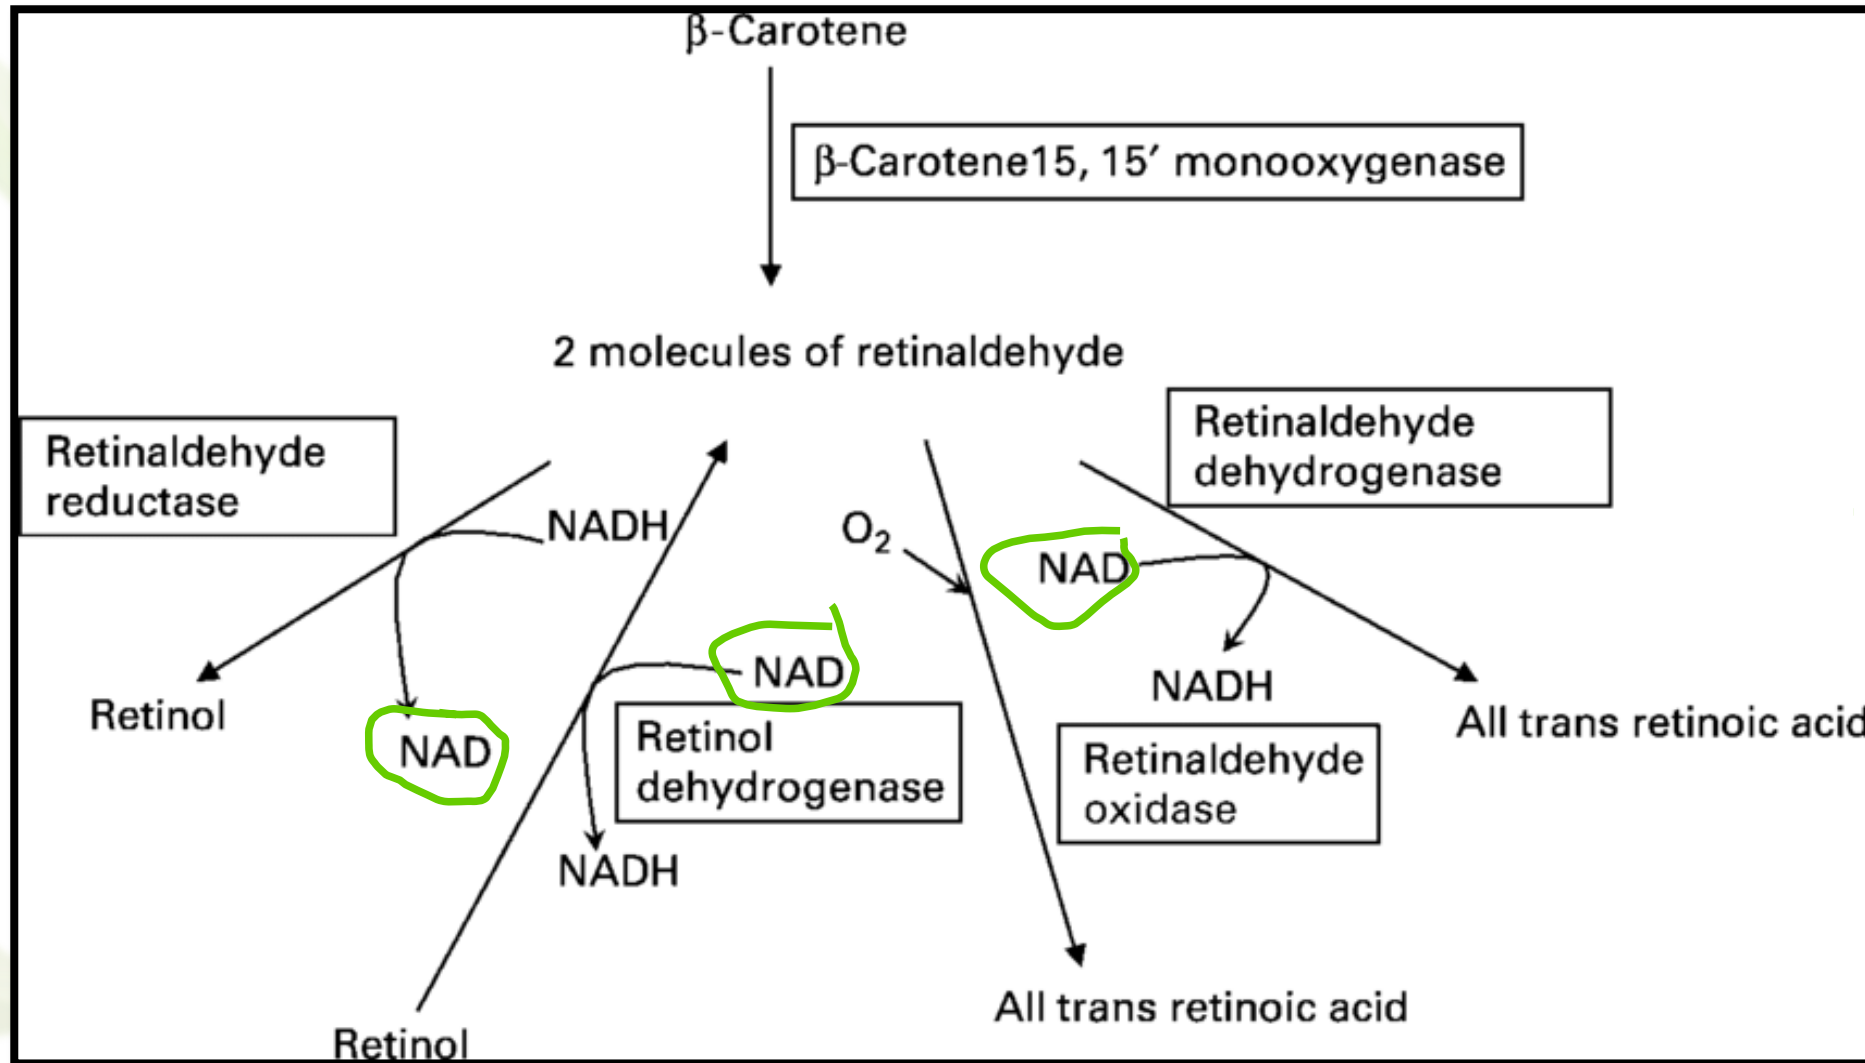 β-Carotene
β-Carotene15, 15′ monooxygenase
2 molecules of retinaldehyde
Retinaldehyde
reductase
Retinaldehyde
dehydrogenase
NADH
O₂
NAD
NAD
NADH
Retinol
NAD
Retinol
dehydrogenase
Retinaldehyde
oxidase
All trans retinoic acid
NADH
All trans retinoic acid
Retinol